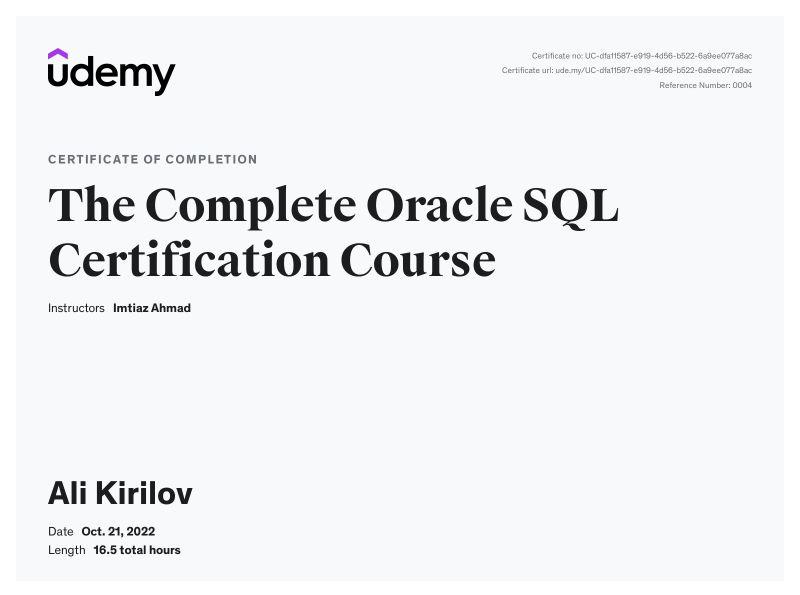 udemy
Certificate no: UC-dfa11587-e919-4d56-b522-6a9ee077a8ac
Certificate url: ude.my/UC-dfa11587-e919-4d56-b522-6a9ee077a8ac
Reference Number: 0004
CERTIFICATE OF COMPLETION
The Complete Oracle SQL
Certification Course
Instructors Imtiaz Ahmad
Ali Kirilov
Date Oct. 21, 2022
Length 16.5 total hours